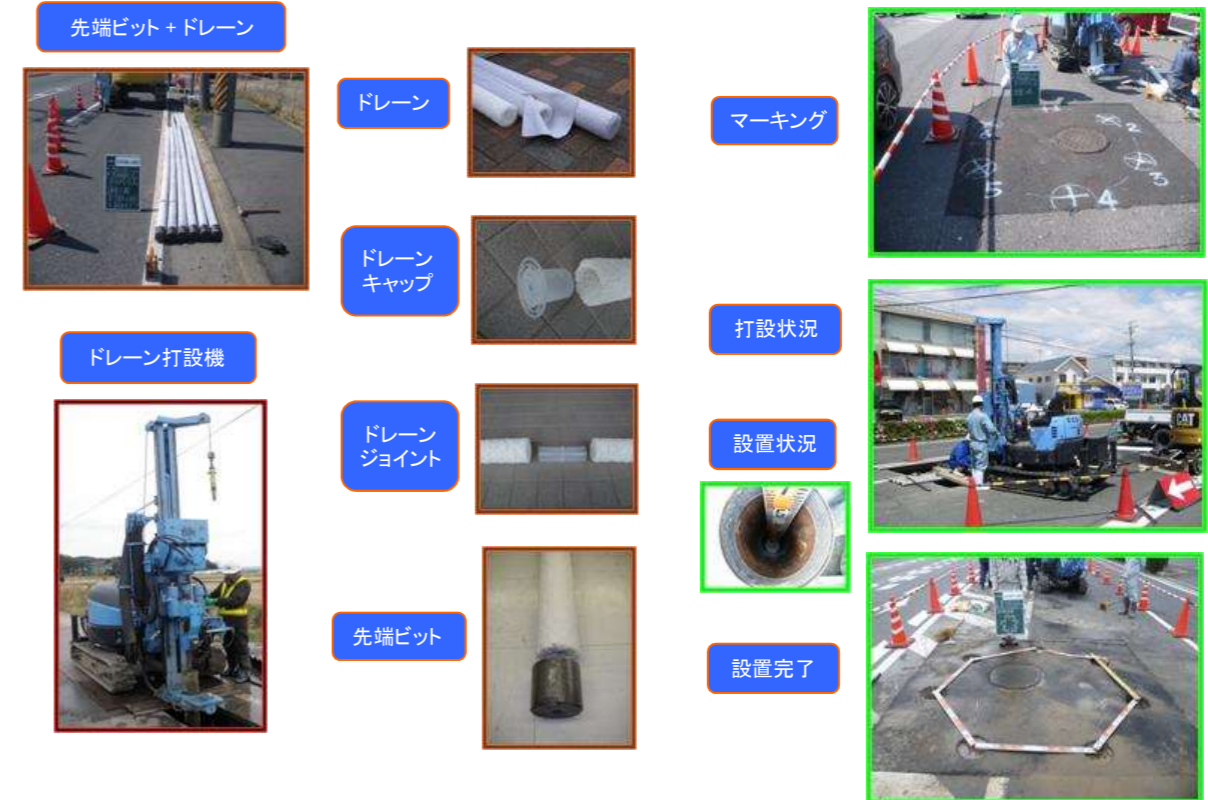 先端ビット + ドレーン
ドレーン打設機
ドレーン
ドレーン
キャップ
ドレーン
ジョイント
先端ビット
マーキング
2
3
4
5
打設状況
CAT
設置状況
設置完了